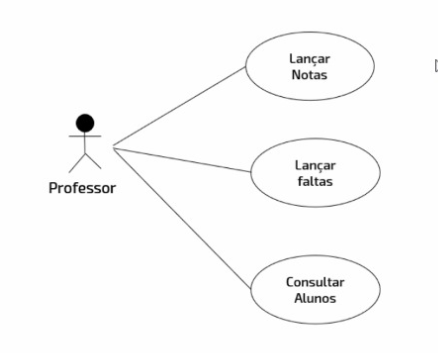 Lançar
Notas
Professor
Lançar
faltas
Consultar
Alunos